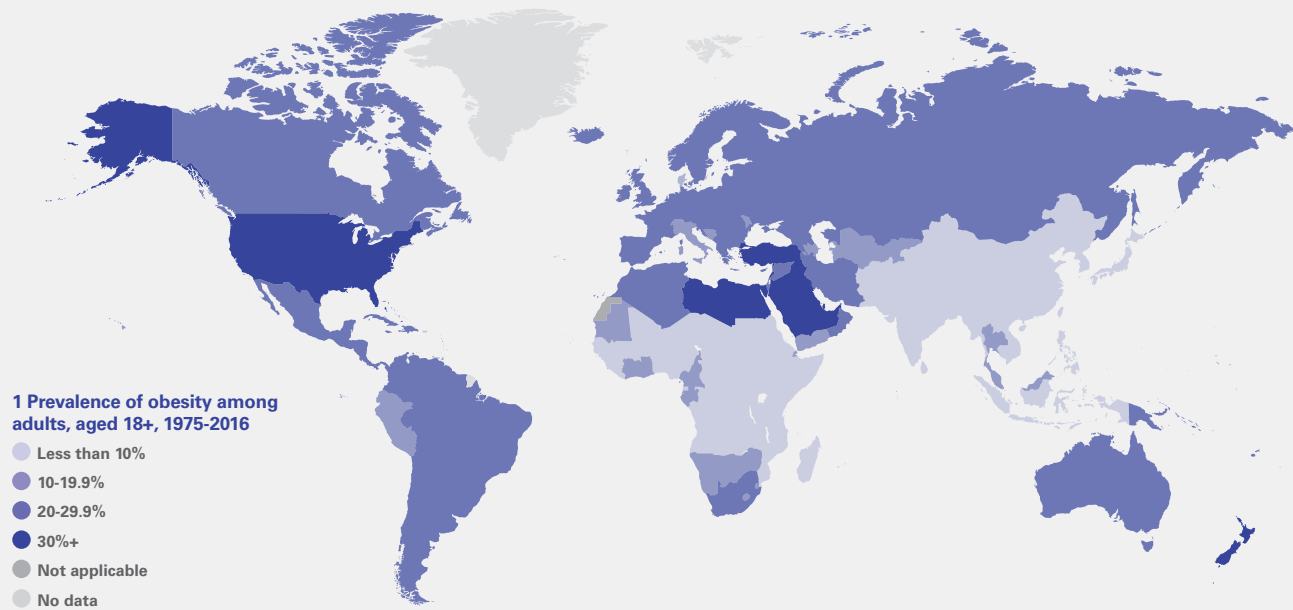 1 Prevalence of obesity among
adults, aged 18+, 1975-2016
Less than 10%
10-19.9%
20-29.9%
30%+
Not applicable
No data